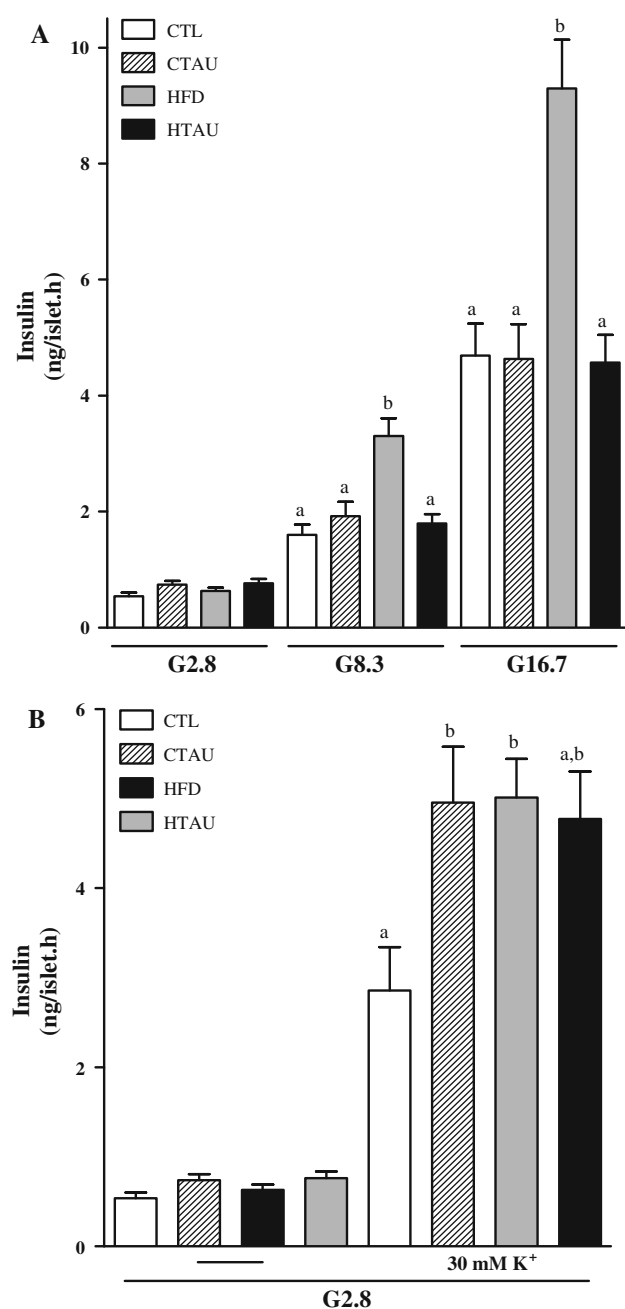 A
CTL
CTAU
HFD
HTAU
10
8
6
4
2
0
Insulin
(ng/islet.h)
a
a
b
a
a
a
b
a
G2.8
G8.3
G16.7
B
CTL
CTAU
HFD
HTAU
6
4
2
0
Insulin
(ng/islet.h)
a
b
b
a,b
30 mM K⁺
G2.8